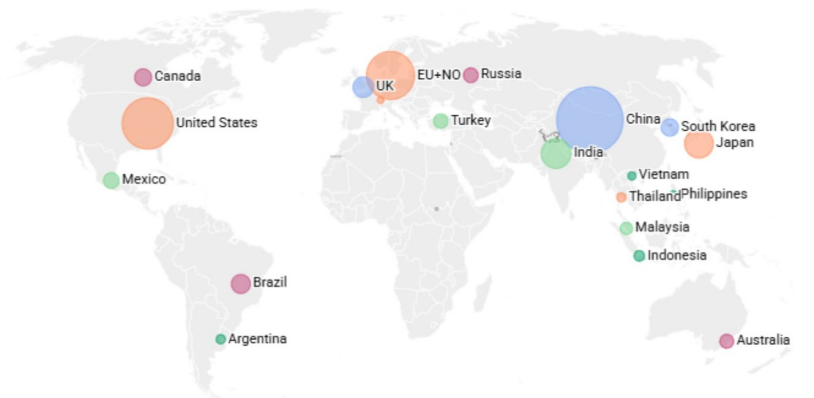 Canada
EU+NO
Russia
UK
United States
Turkey
China
South Korea
Japan
India
Mexico
Vietnam
Thailand
Philippines
Malaysia
Indonesia
Brazil
Argentina
Australia